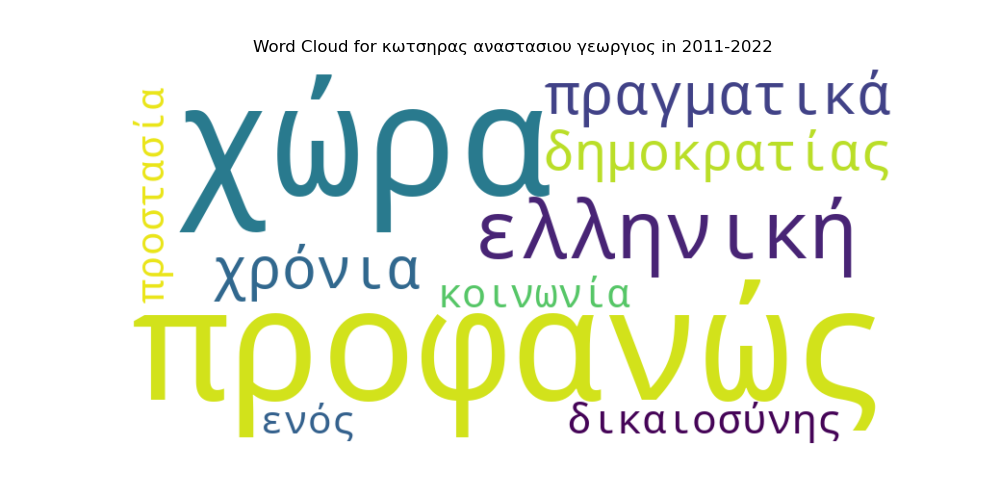 Word Cloud for κωτσηρας αναστασιου γεωργιος in 2011-2022
προστασία
χώρα
πραγματικά
δημοκρατίας
ελληνική
χρόνια
κοινωνία
προφανώς
ενός
δικαιοσύνης